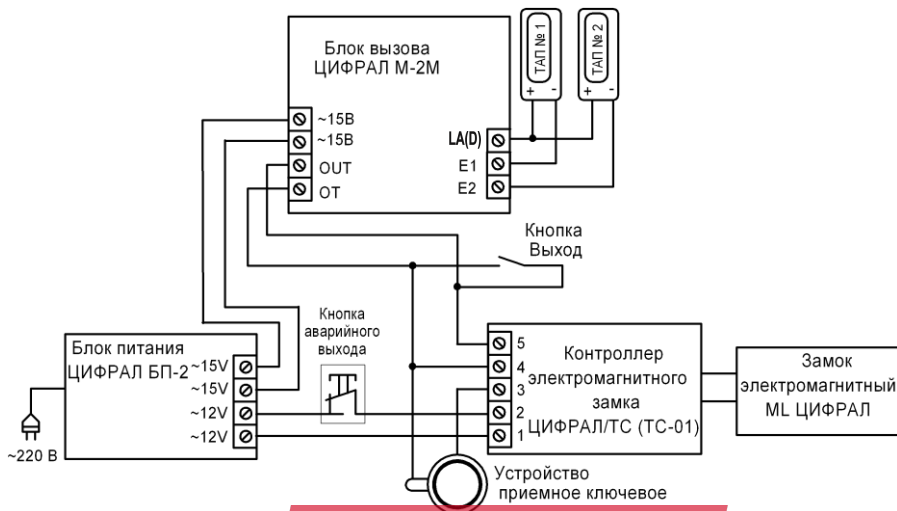 Блок вызова
ЦИФРАЛ М-2М
~15В
~15В
OUT
OT
LA(D)
E1
E2
ТАП № 1
+ -
ТАП № 2
+ -
Кнопка
Выход
Кнопка
аварийного
выхода
Блок питания
ЦИФРАЛ БП-2
~15V
~15V
~12V
~12V
~220 В
5
4
3
2
1
Контроллер
электромагнитного
замка
ЦИФРАЛ/ТС (ТС-01)
Замок
электромагнитный
ML ЦИФРАЛ
Устройство
приемное ключевое